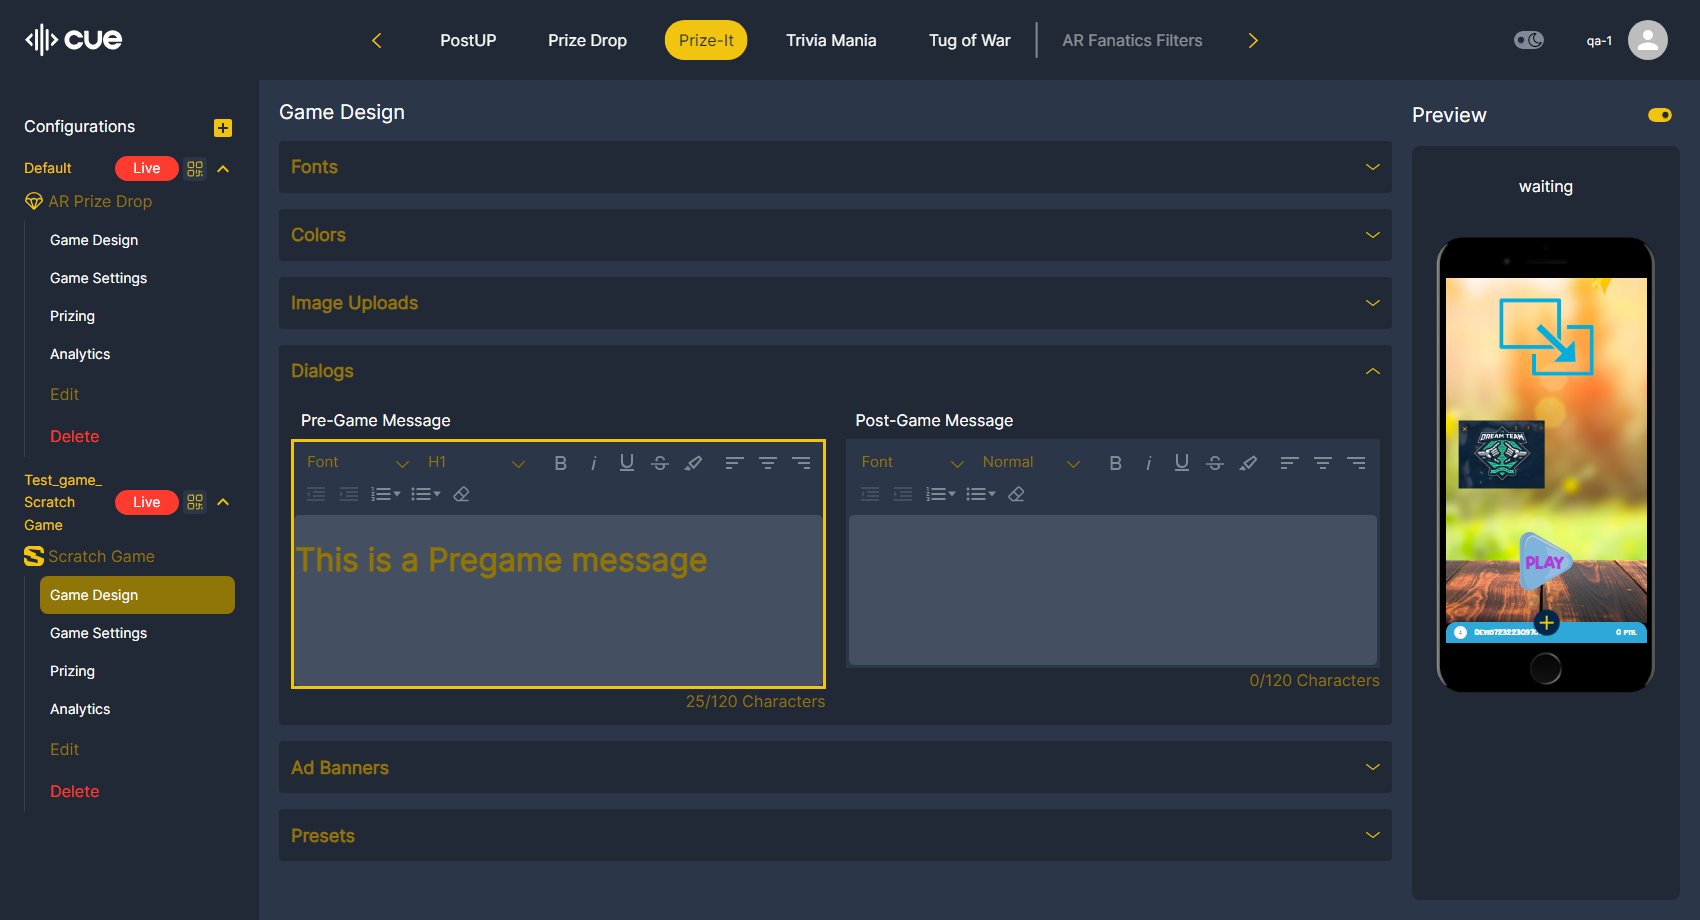 cue
PostUP
Prize Drop
Prize-It
Trivia Mania
Tug of War
AR Fanatics Filters
qa-1
Configurations
Default
Live
AR Prize Drop
Game Design
Game Settings
Prizing
Analytics
Edit
Delete
Test_game_
Scratch
Game
Live
Scratch Game
Game Design
Game Settings
Prizing
Analytics
Edit
Delete
Game Design
Fonts
Colors
Image Uploads
Dialogs
Pre-Game Message
Font
H1
B i U S
This is a Pregame message
25/120 Characters
Post-Game Message
Font
Normal
B i U S
0/120 Characters
Ad Banners
Presets
Preview
waiting
DREAM TEAM
PLAY
0 PTS.